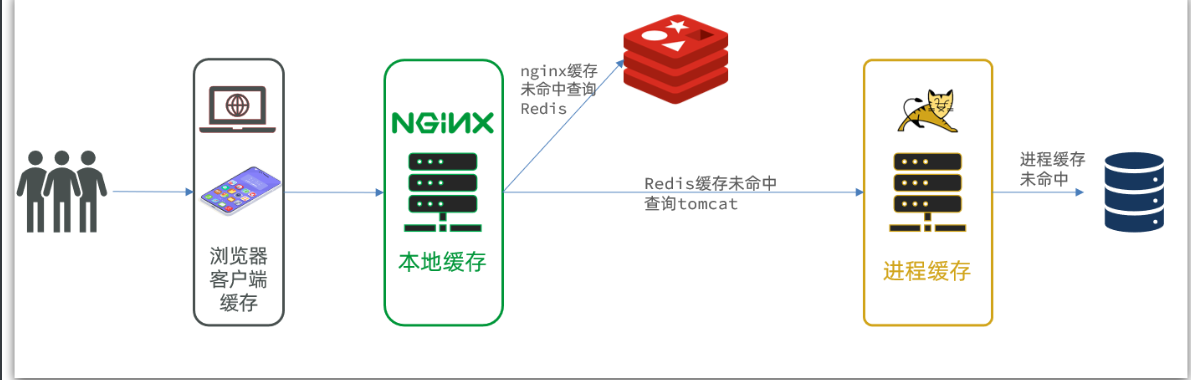 浏览器
客户端
缓存
NGINX
本地缓存
nginx缓存
未命中查询
Redis
Redis缓存未命中
查询tomcat
进程缓存
进程缓存
未命中